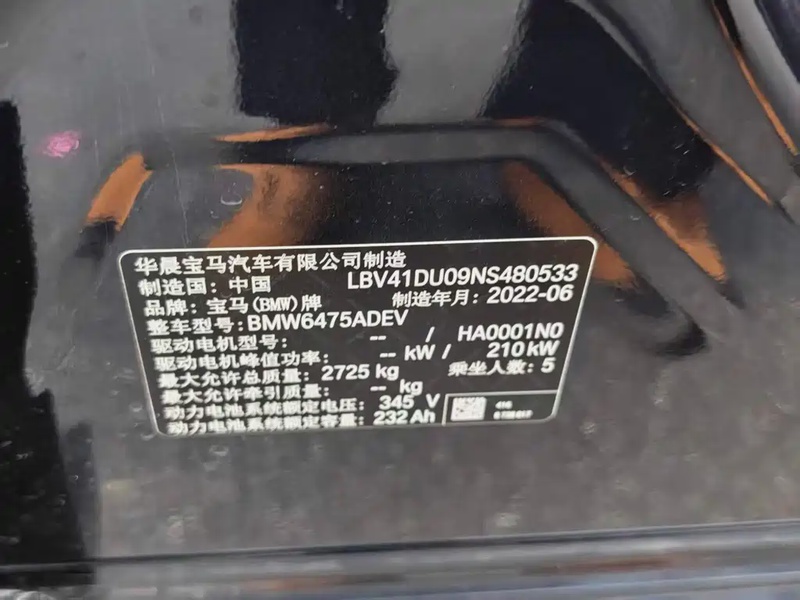 华晨宝马汽车有限公司制造
制造国：中国 LBV41DU09NS480533
品牌：宝马(BMW)牌 制造年月：2022-06
整车型号：BMW6475ADEV
驱动电机型号： -- / HA0001N0
驱动电机峰值功率： -- kW / 210kW
最大允许总质量：2725 kg 乘坐人数：5
最大允许牵引质量： -- kg
动力电池系统额定电压：345 V
动力电池系统额定容量：232Ah